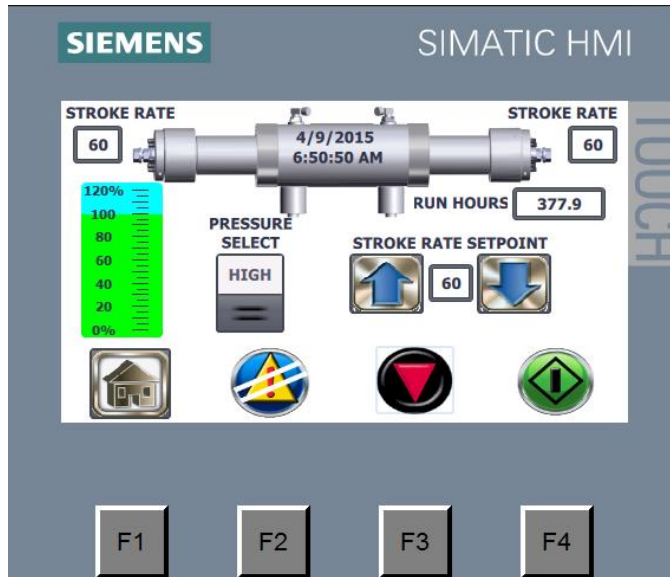 SIEMENS
SIMATIC HMI
TOUCH
STROKE RATE
60
4/9/2015
6:50:50 AM
STROKE RATE
60
120%
100
80
60
40
20
0%
PRESSURE
SELECT
HIGH
RUN HOURS 377.9
STROKE RATE SETPOINT
60
F1
F2
F3
F4